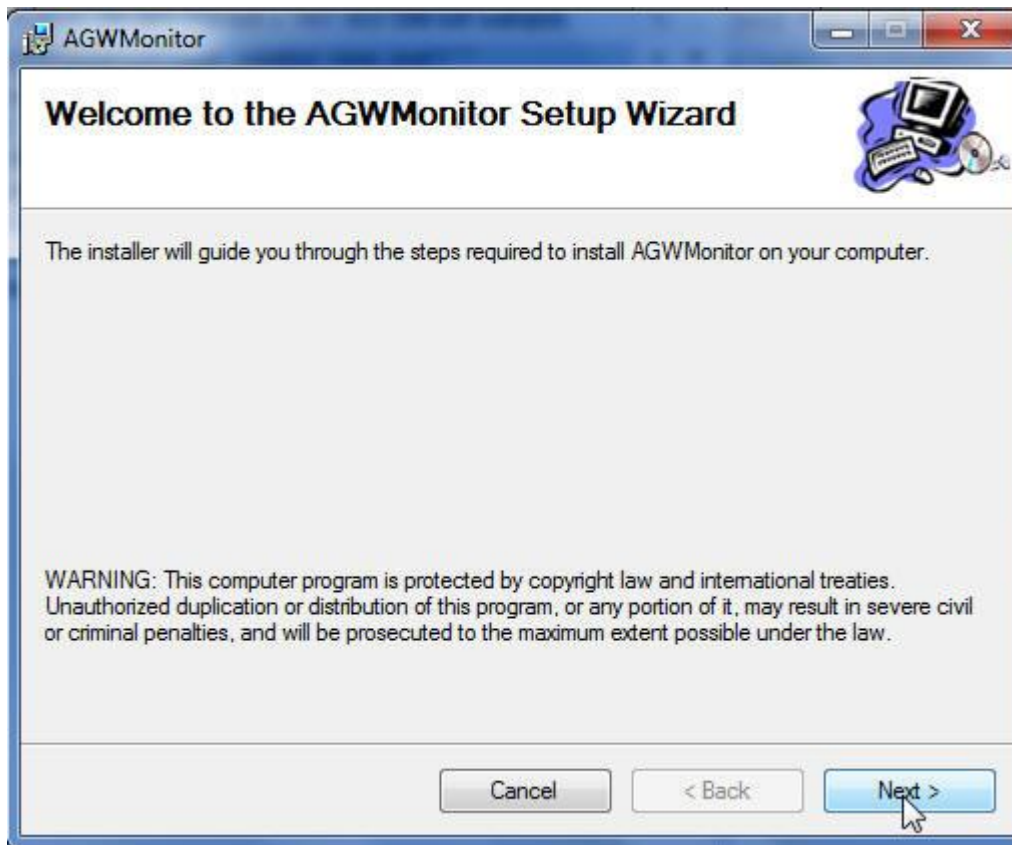 AGWMonitor
Welcome to the AGWMonitor Setup Wizard
The installer will guide you through the steps required to install AGWMonitor on your computer.
WARNING: This computer program is protected by copyright law and international treaties.
Unauthorized duplication or distribution of this program, or any portion of it, may result in severe civil
or criminal penalties, and will be prosecuted to the maximum extent possible under the law.
Cancel
< Back
Next >